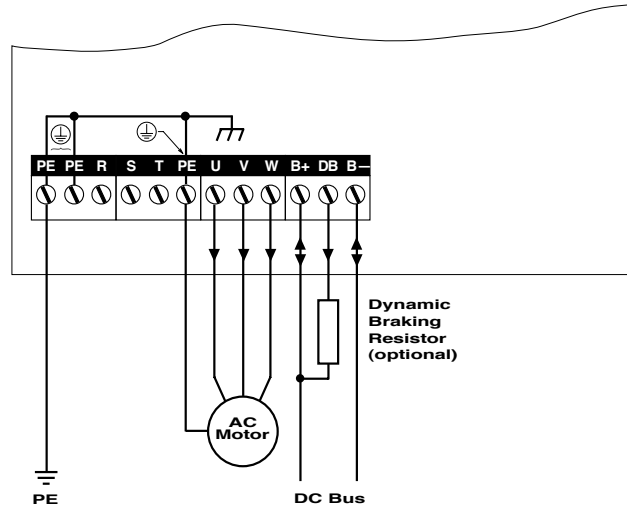 PE PE R S T PE U V W B+ DB B–
Dynamic
Braking
Resistor
(optional)
AC
Motor
PE
DC Bus